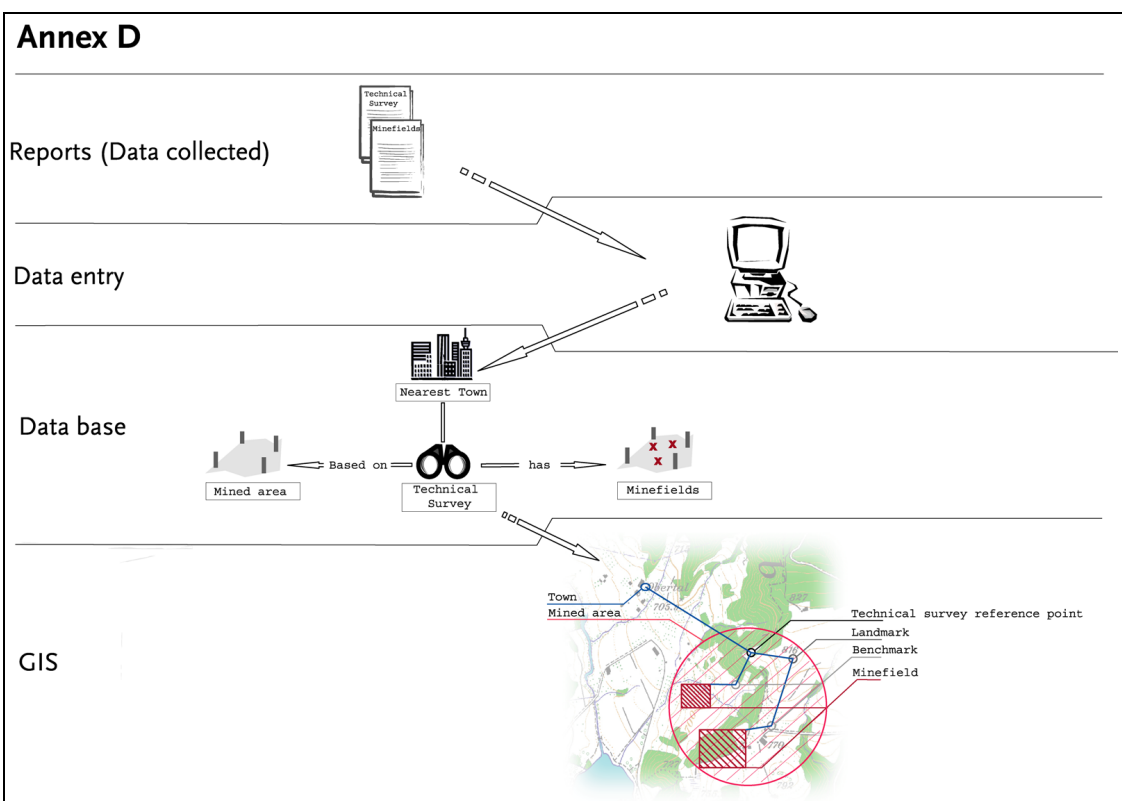 Annex D
Technical
Survey
Minefields
Reports (Data collected)
Data entry
Nearest Town
Data base
Based on
has
Mined area
Technical
Survey
Minefields
Town
Mined area
Technical survey reference point
Landmark
Benchmark
Minefield
GIS
770